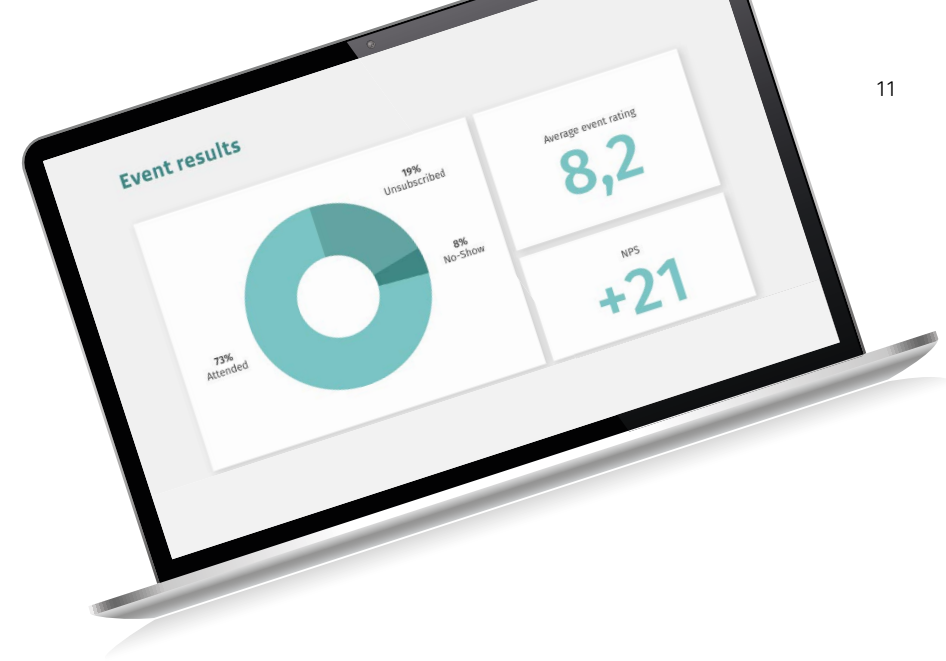 11
Event results
19%
Unsubscribed
8%
No-Show
73%
Attended
Average event rating
8,2
NPS
+21